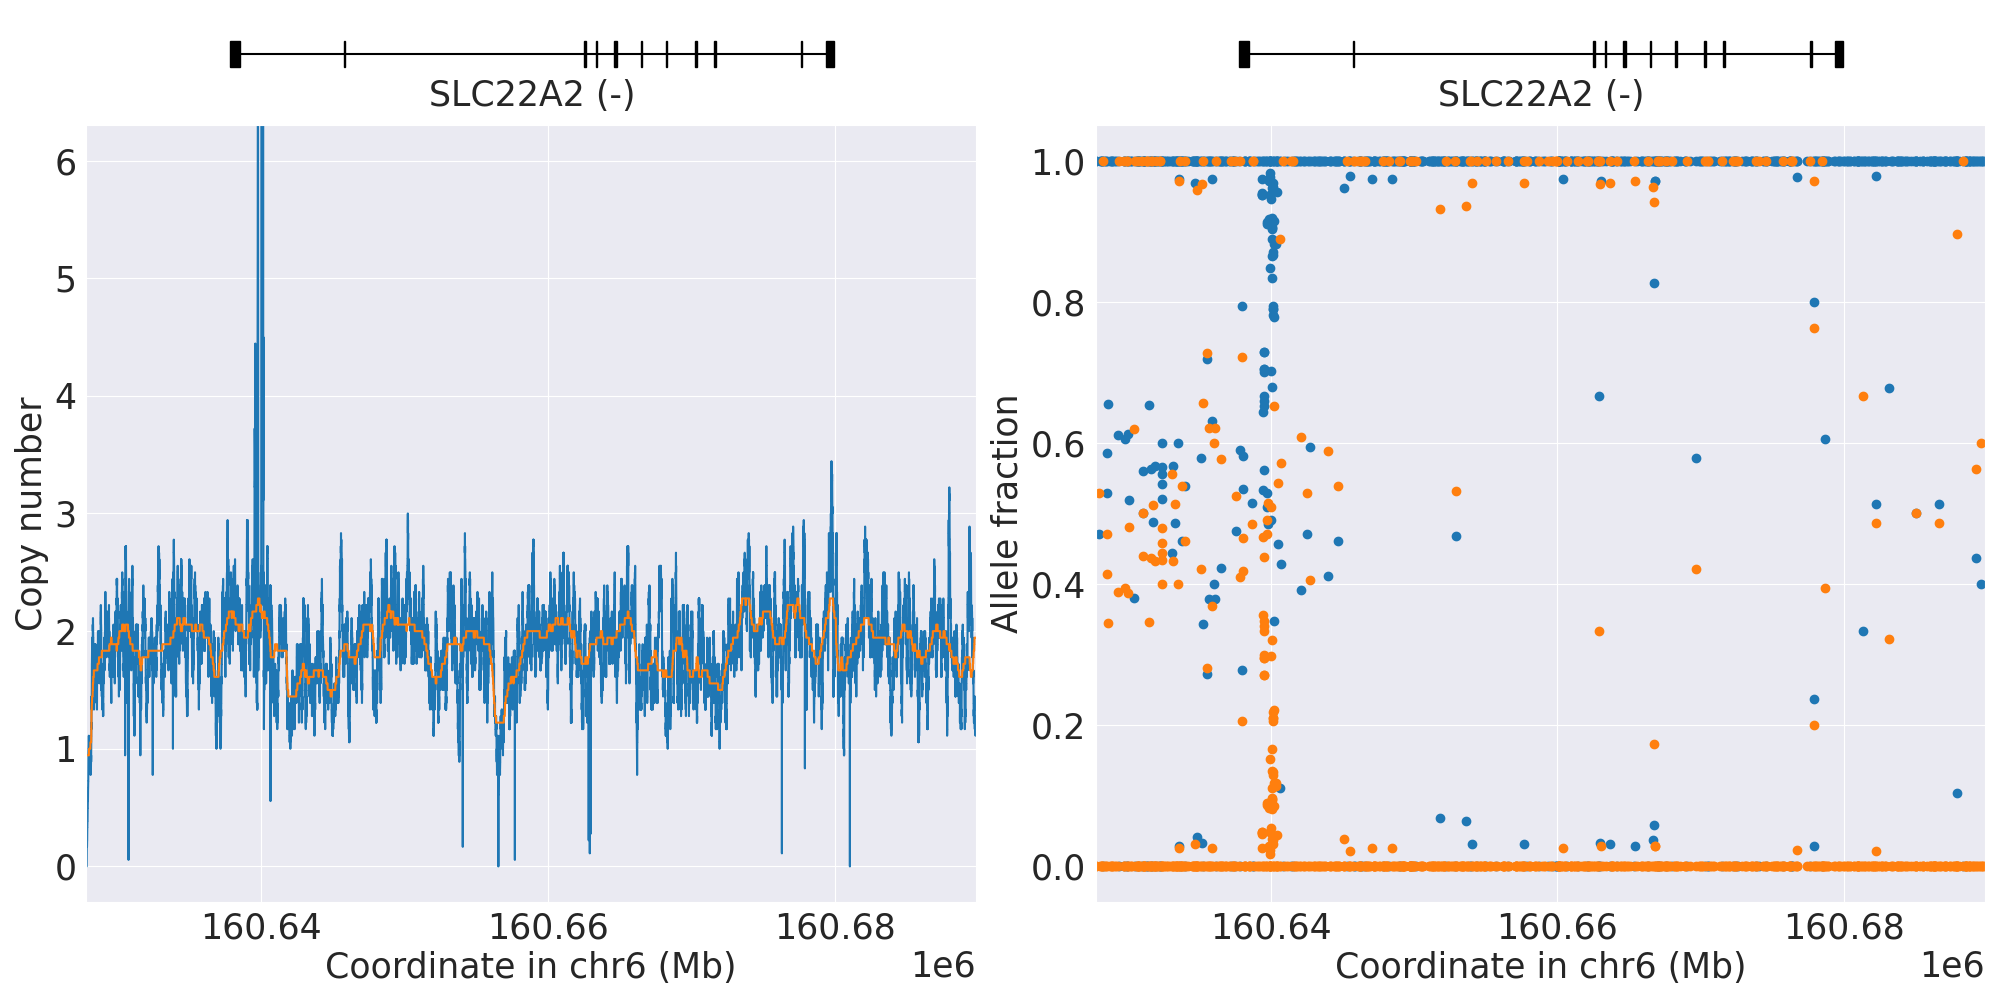 SLC22A2 (-)
6
5
4
3
2
1
0
Copy number
160.64
160.66
160.68
Coordinate in chr6 (Mb)
1e6
SLC22A2 (-)
1.0
0.8
0.6
0.4
0.2
0.0
Allele fraction
160.64
160.66
160.68
Coordinate in chr6 (Mb)
1e6